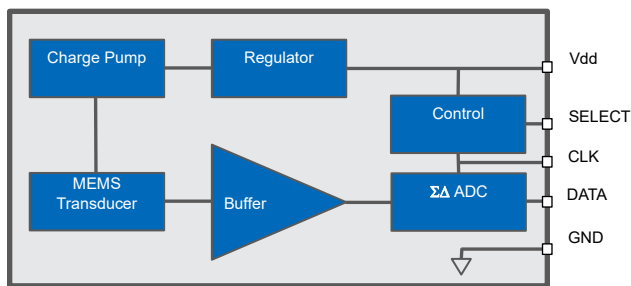 Charge Pump
Regulator
Vdd
Control
SELECT
CLK
MEMS
Transducer
Buffer
ΣΔ ADC
DATA
GND